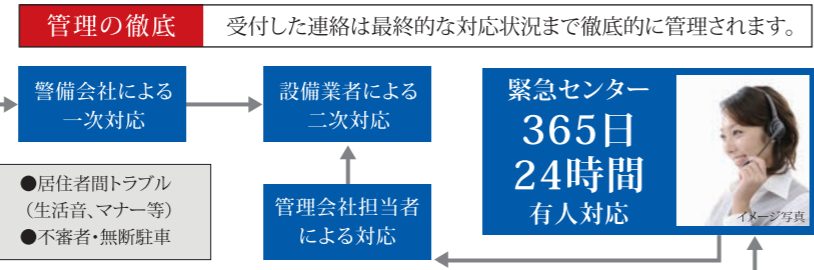 管理の徹底
受付した連絡は最終的な対応状況まで徹底的に管理されます。
警備会社による
一次対応
設備業者による
二次対応
緊急センター
365日
24時間
有人対応
イメージ写真
●居住者間トラブル
(生活音、マナー等)
●不審者・無断駐車
管理会社担当者
による対応